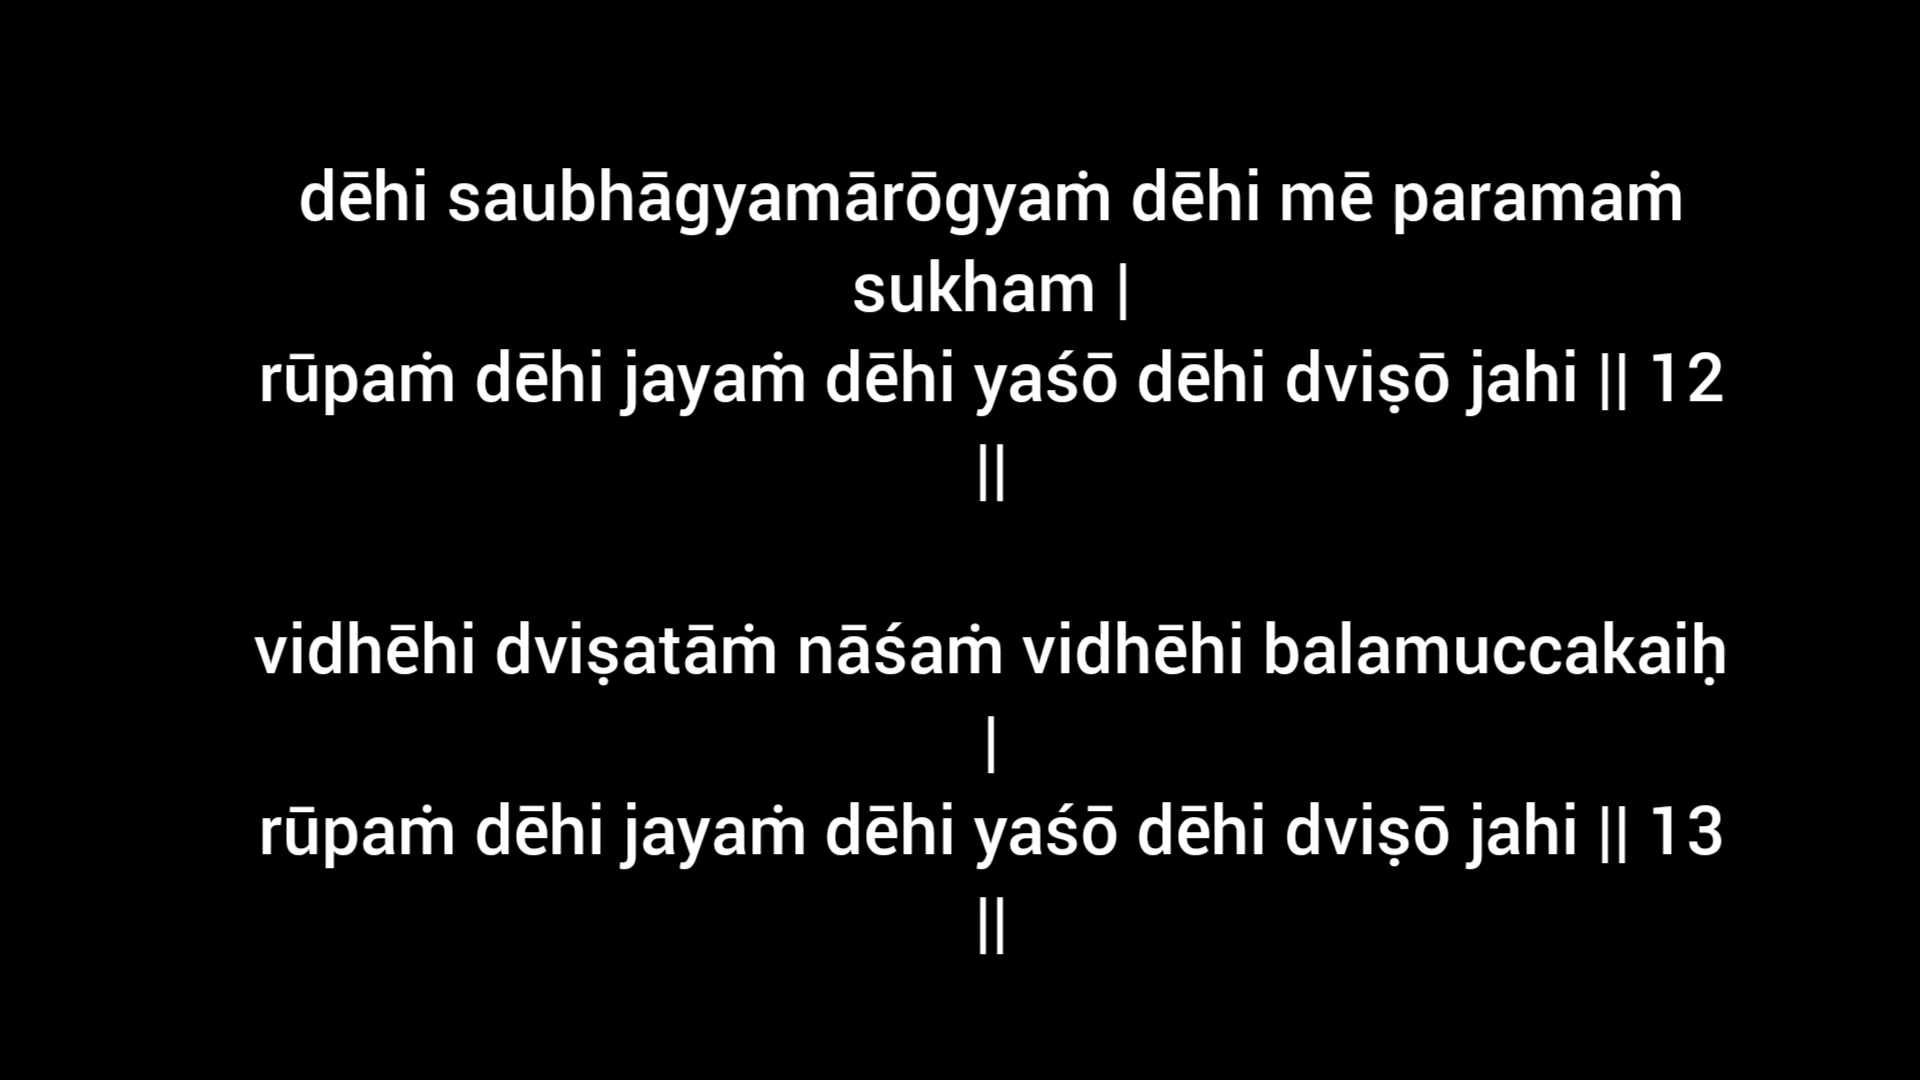 dēhi saubhāgyamārōgyaṁ dēhi mē paramaṁ
sukham |
rūpaṁ dēhi jayaṁ dēhi yaśō dēhi dviṣō jahi || 12
||
vidhēhi dviṣatāṁ nāśaṁ vidhēhi balamuccakaiḥ
|
rūpaṁ dēhi jayaṁ dēhi yaśō dēhi dviṣō jahi || 13
||